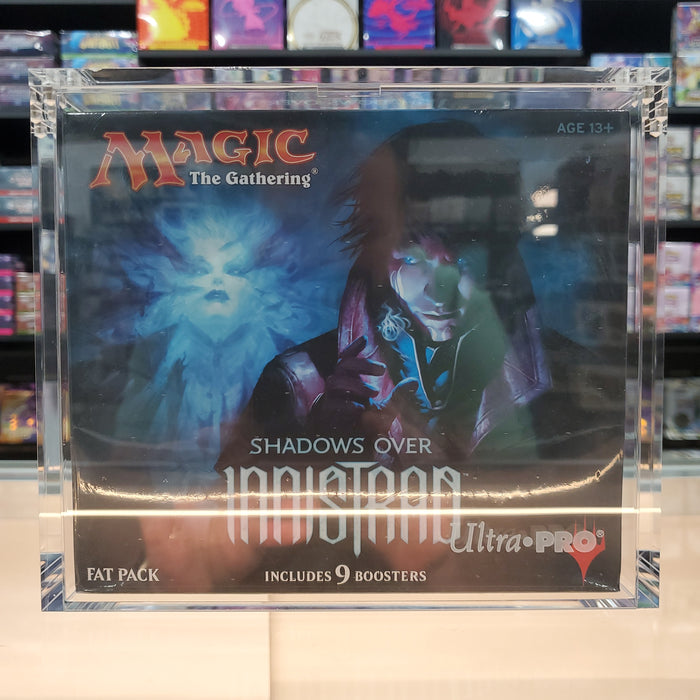 MAGIC
The Gathering®
AGE 13+
SHADOWS OVER
INNISTRAD
Ultra•PRO®
FAT PACK
INCLUDES 9 BOOSTERS